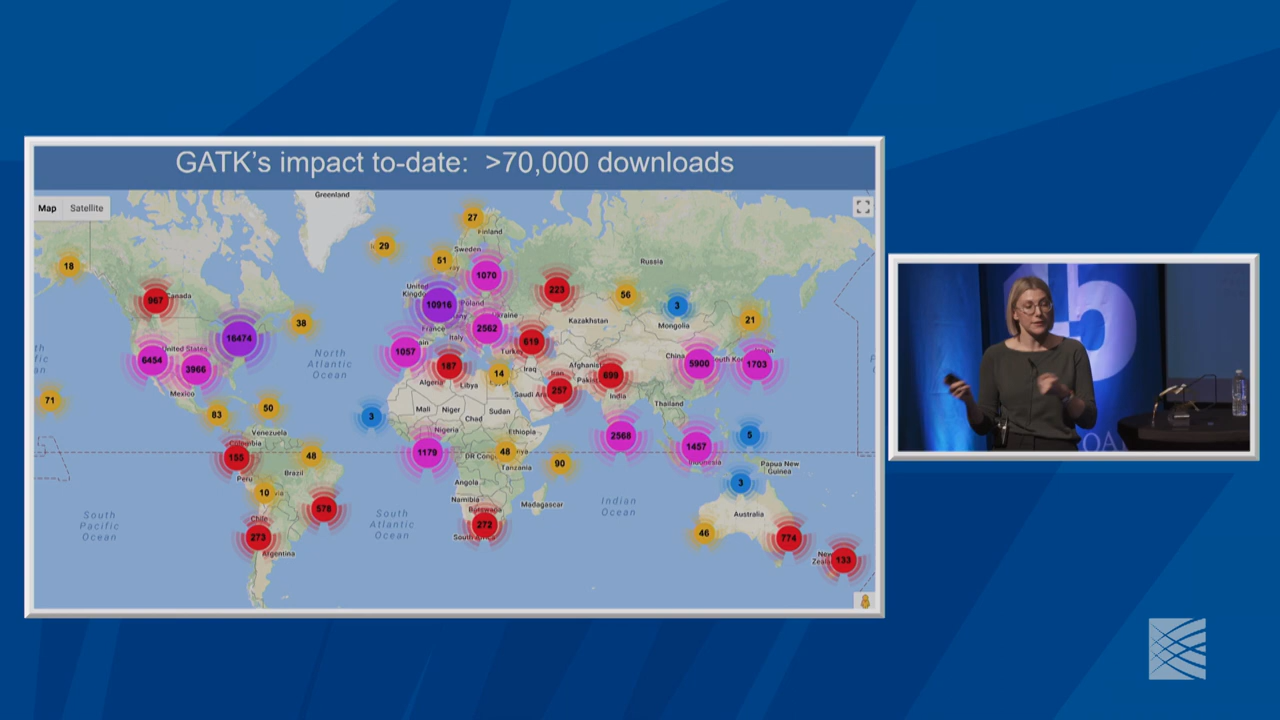 GATK's impact to-date: >70,000 downloads
Map Satellite
Greenland
27
Finland
29
Sweden
51
18
Russia
1070
United
967
Canada
223
56
3
10916
Poland
38
Kazakhstan
21
16474
Mongolia
France
2562
Italy
619
6454
United States
1057
China
5900
1703
3966
North
Atlantic
Ocean
187
14
Iraq
Afghanistan
699
Mexico
Algeria
Libya
257
Iran
India
71
83
50
3
Mali
Niger
Chad
Sudan
Thailand
Venezuela
Nigeria
Ethiopia
2568
5
Colombia
155
48
1179
DR Congo
48
1457
Indonesia
Tanzania
90
Papua New
Guinea
Peru
Brazil
3
10
Angola
578
Namibia
Madagascar
Indian
Ocean
Botswana
South
Pacific
Ocean
South
Atlantic
Ocean
272
Australia
Chile
273
46
774
Argentina
New
133
15